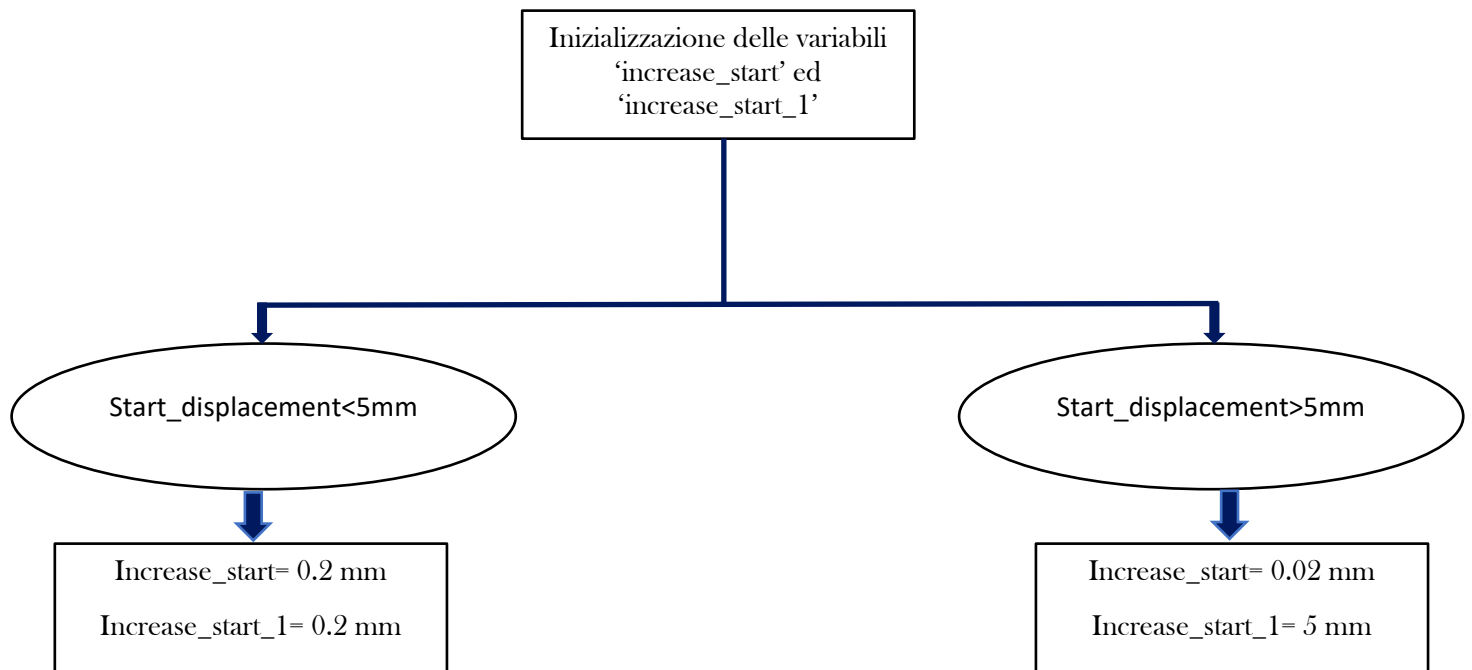 Inizializzazione delle variabili
‘increase_start’ ed
‘increase_start_1’
Start_displacement<5mm
Start_displacement>5mm
Increase_start= 0.2 mm
Increase_start_1= 0.2 mm
Increase_start= 0.02 mm
Increase_start_1= 5 mm